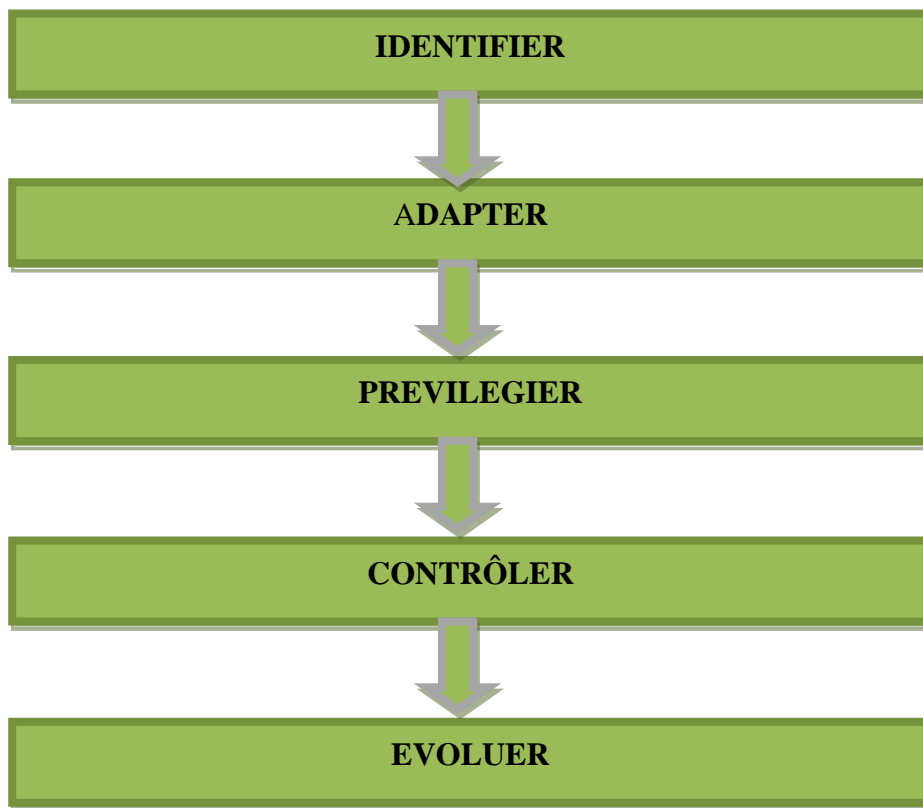 IDENTIFIER
ADAPTER
PREVILEGIER
CONTRÔLER
EVOLUER